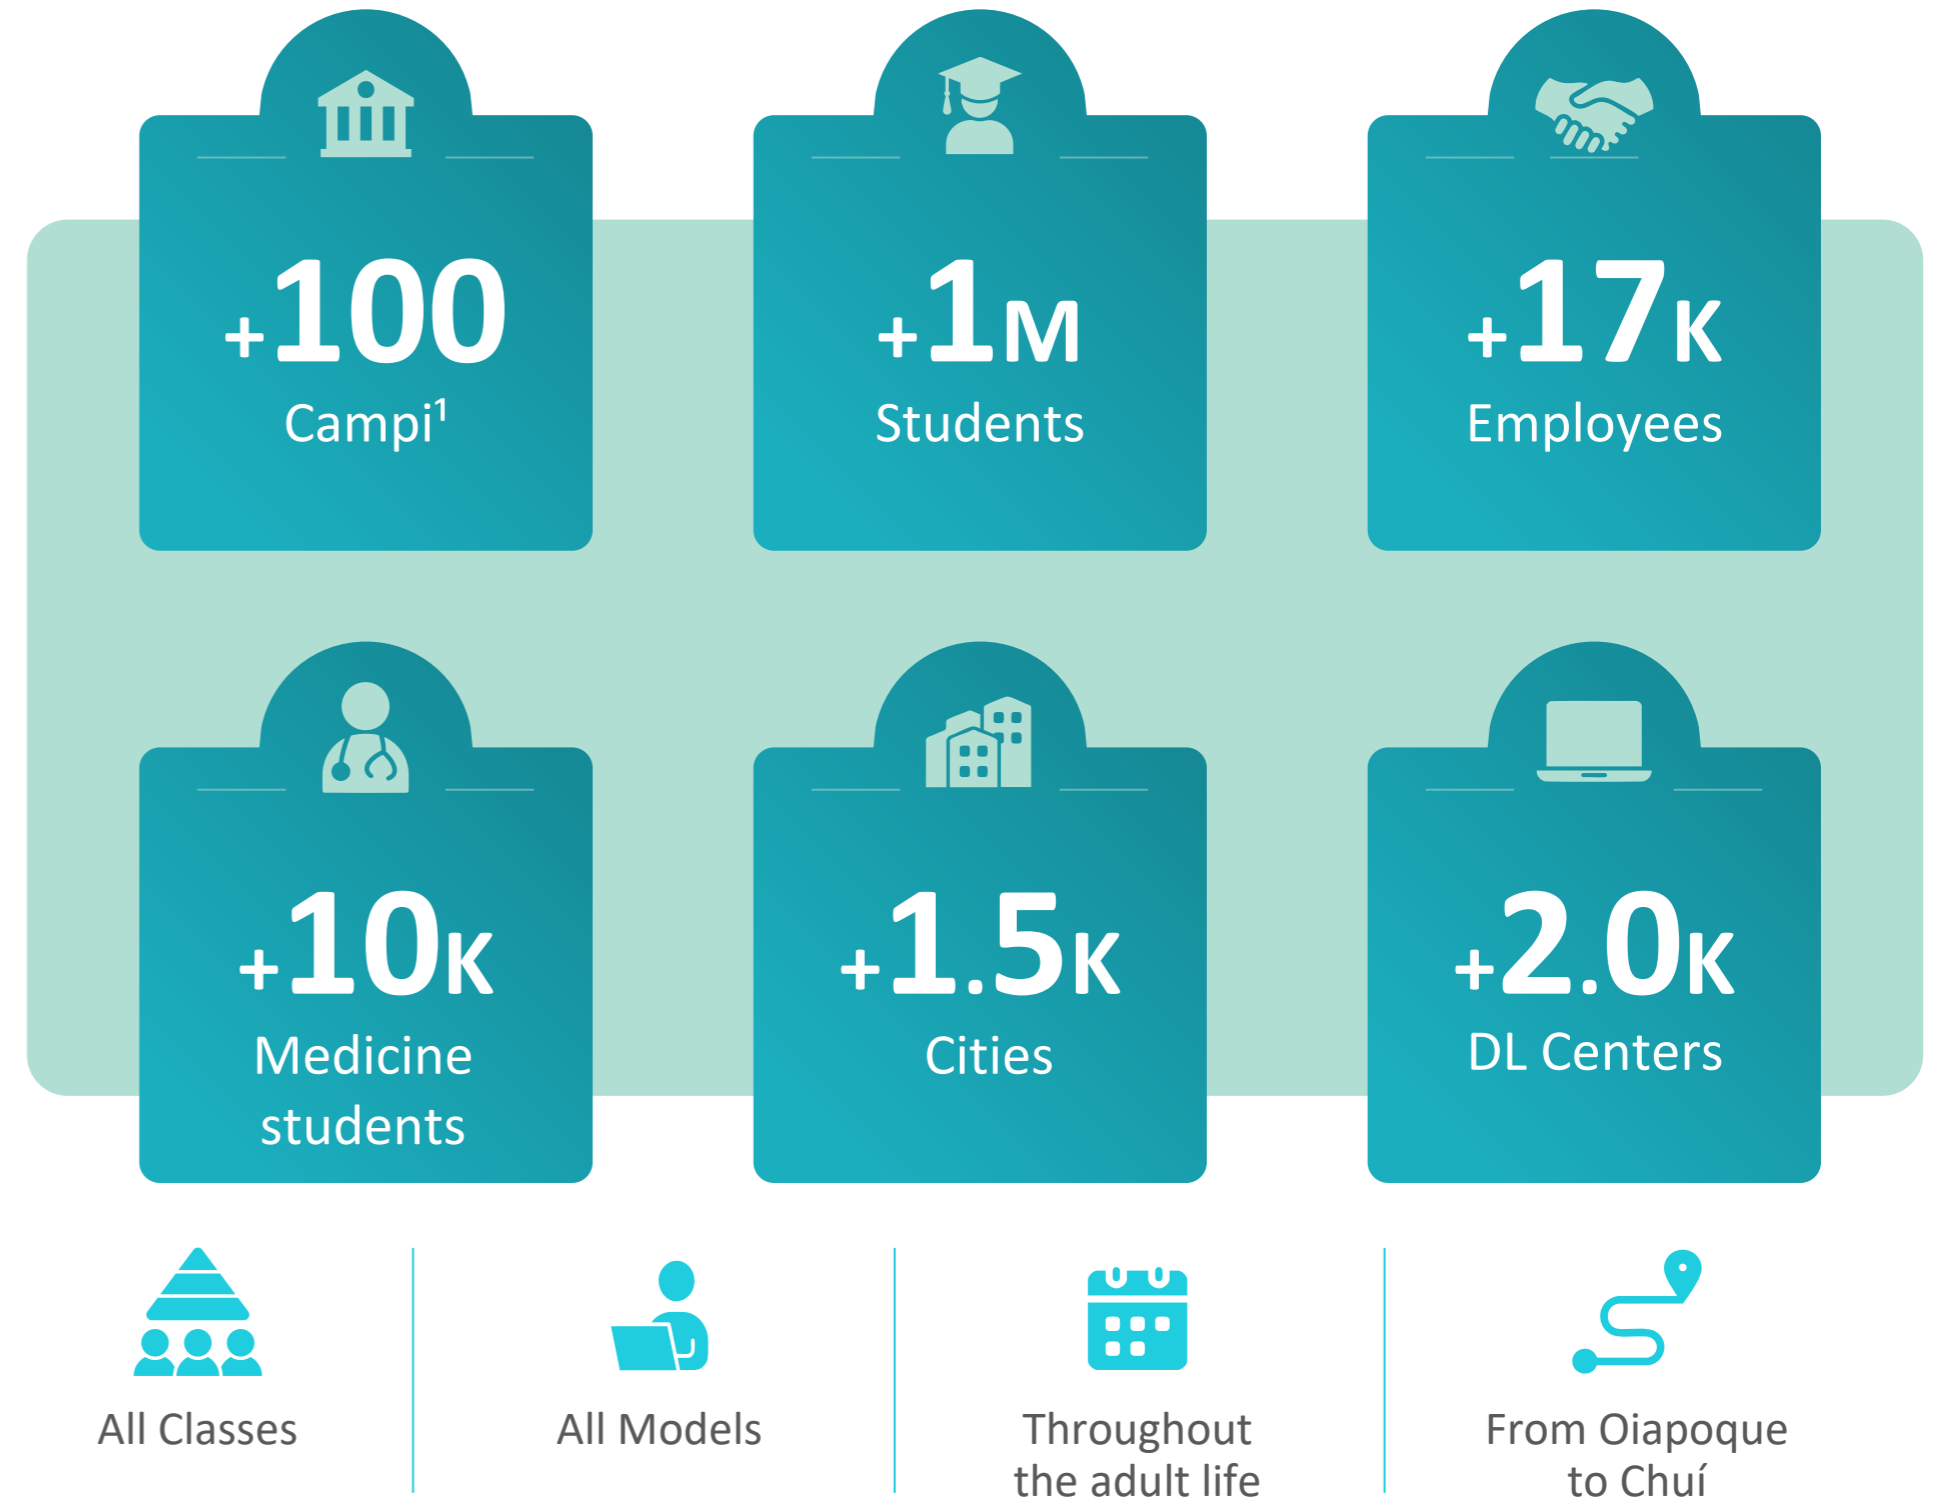 +100
Campi¹
+1M
Students
+17K
Employees
+10K
Medicine
students
+1.5K
Cities
+2.0K
DL Centers
All Classes
All Models
Throughout
the adult life
From Oiapoque
to Chuí